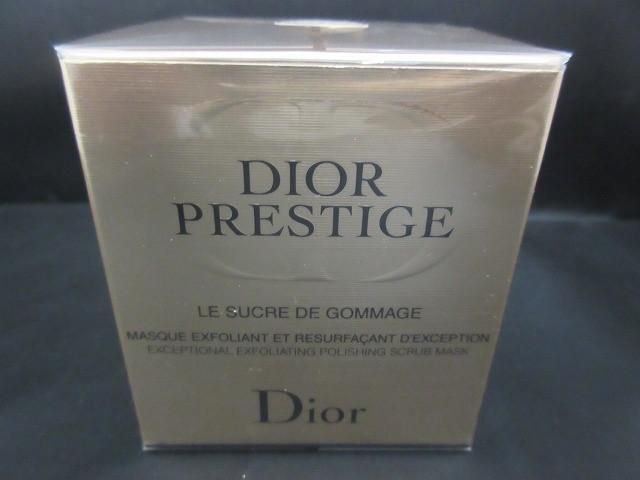 DIOR
PRESTIGE
LE SUCRE DE GOMMAGE
MASQUE EXFOLIANT ET RESURFAÇANT D'EXCEPTION
EXCEPTIONAL EXFOLIATING POLISHING SCRUB MASK
Dior